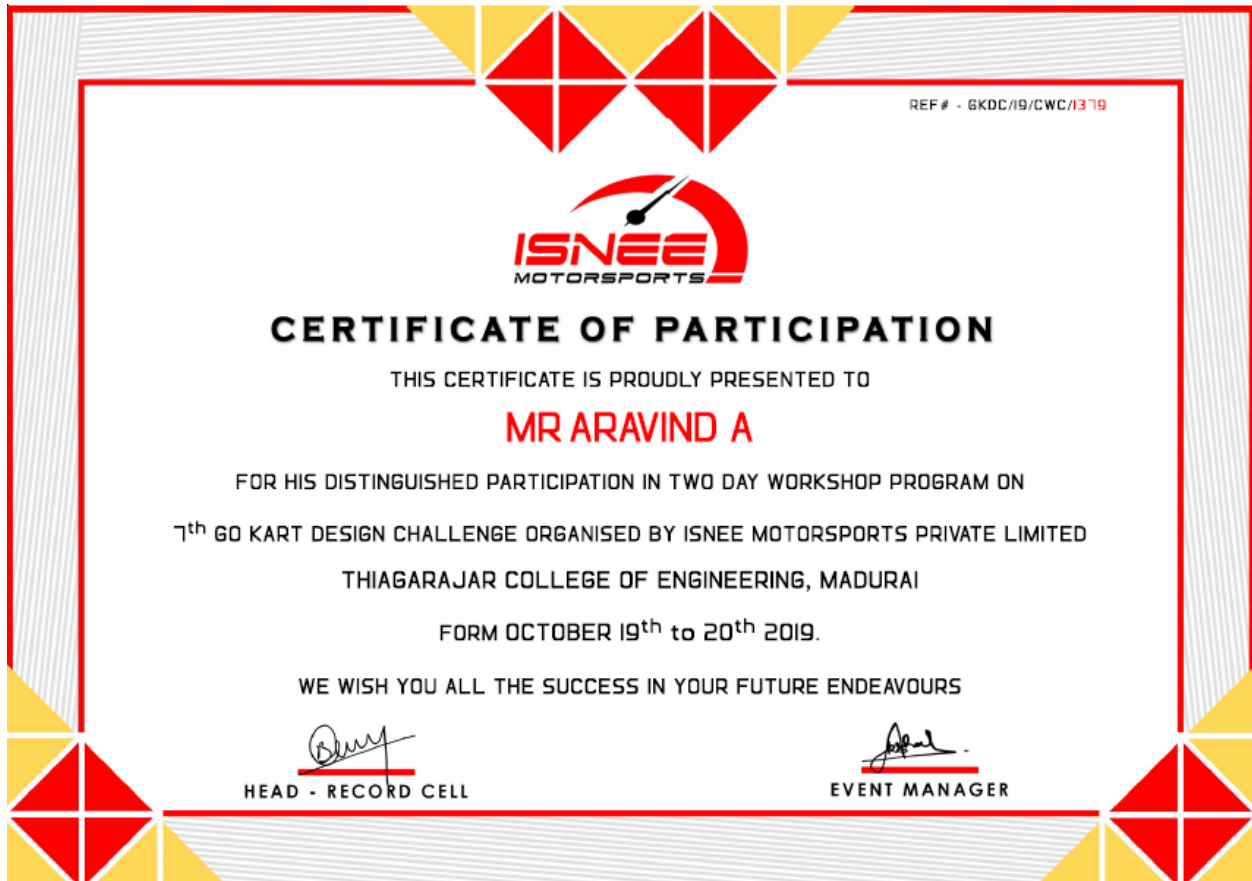 REF# - GKDC/19/CWC/1379
ISNEE
MOTORSPORTS
CERTIFICATE OF PARTICIPATION
THIS CERTIFICATE IS PROUDLY PRESENTED TO
MR ARAVIND A
FOR HIS DISTINGUISHED PARTICIPATION IN TWO DAY WORKSHOP PROGRAM ON
7th GO KART DESIGN CHALLENGE ORGANISED BY ISNEE MOTORSPORTS PRIVATE LIMITED
THIAGARAJAR COLLEGE OF ENGINEERING, MADURAI
FORM OCTOBER 19th to 20th 2019.
WE WISH YOU ALL THE SUCCESS IN YOUR FUTURE ENDEAVOURS
HEAD - RECORD CELL
EVENT MANAGER